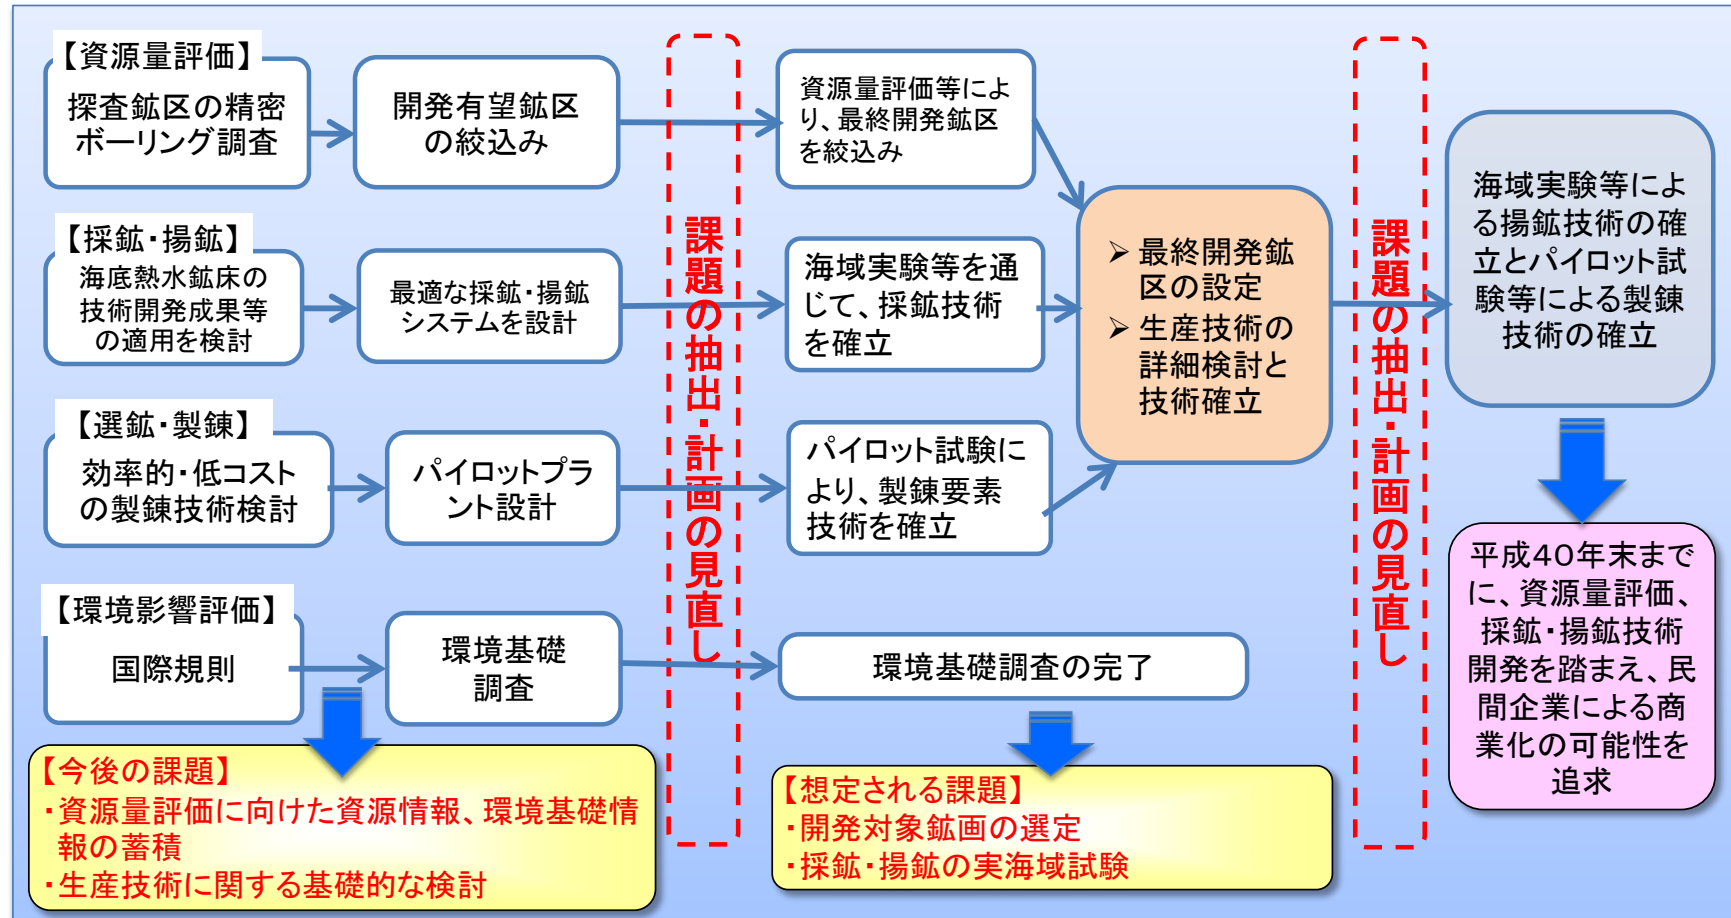 【資源量評価】
探査鉱区の精密
ボーリング調査
開発有望鉱区
の絞込み
資源量評価等によ
り、最終開発鉱区
を絞込み
【採鉱・揚鉱】
海底熱水鉱床の
技術開発成果等
の適用を検討
最適な採鉱・揚鉱
システムを設計
海域実験等を通
じて、採鉱技術
を確立
【選鉱・製錬】
効率的・低コスト
の製錬技術検討
パイロットプラ
ント設計
パイロット試験に
より、製錬要素
技術を確立
【環境影響評価】
国際規則
環境基礎
調査
環境基礎調査の完了
課題の抽出・計画の見直し
➢ 最終開発鉱
区の設定
➢ 生産技術の
詳細検討と
技術確立
課題の抽出・計画の見直し
海域実験等によ
る揚鉱技術の確
立とパイロット試
験等による製錬
技術の確立
平成40年末まで
に、資源量評価、
採鉱・揚鉱技術
開発を踏まえ、民
間企業による商
業化の可能性を
追求
【今後の課題】
・資源量評価に向けた資源情報、環境基礎情
報の蓄積
・生産技術に関する基礎的な検討
【想定される課題】
・開発対象鉱画の選定
・採鉱・揚鉱の実海域試験